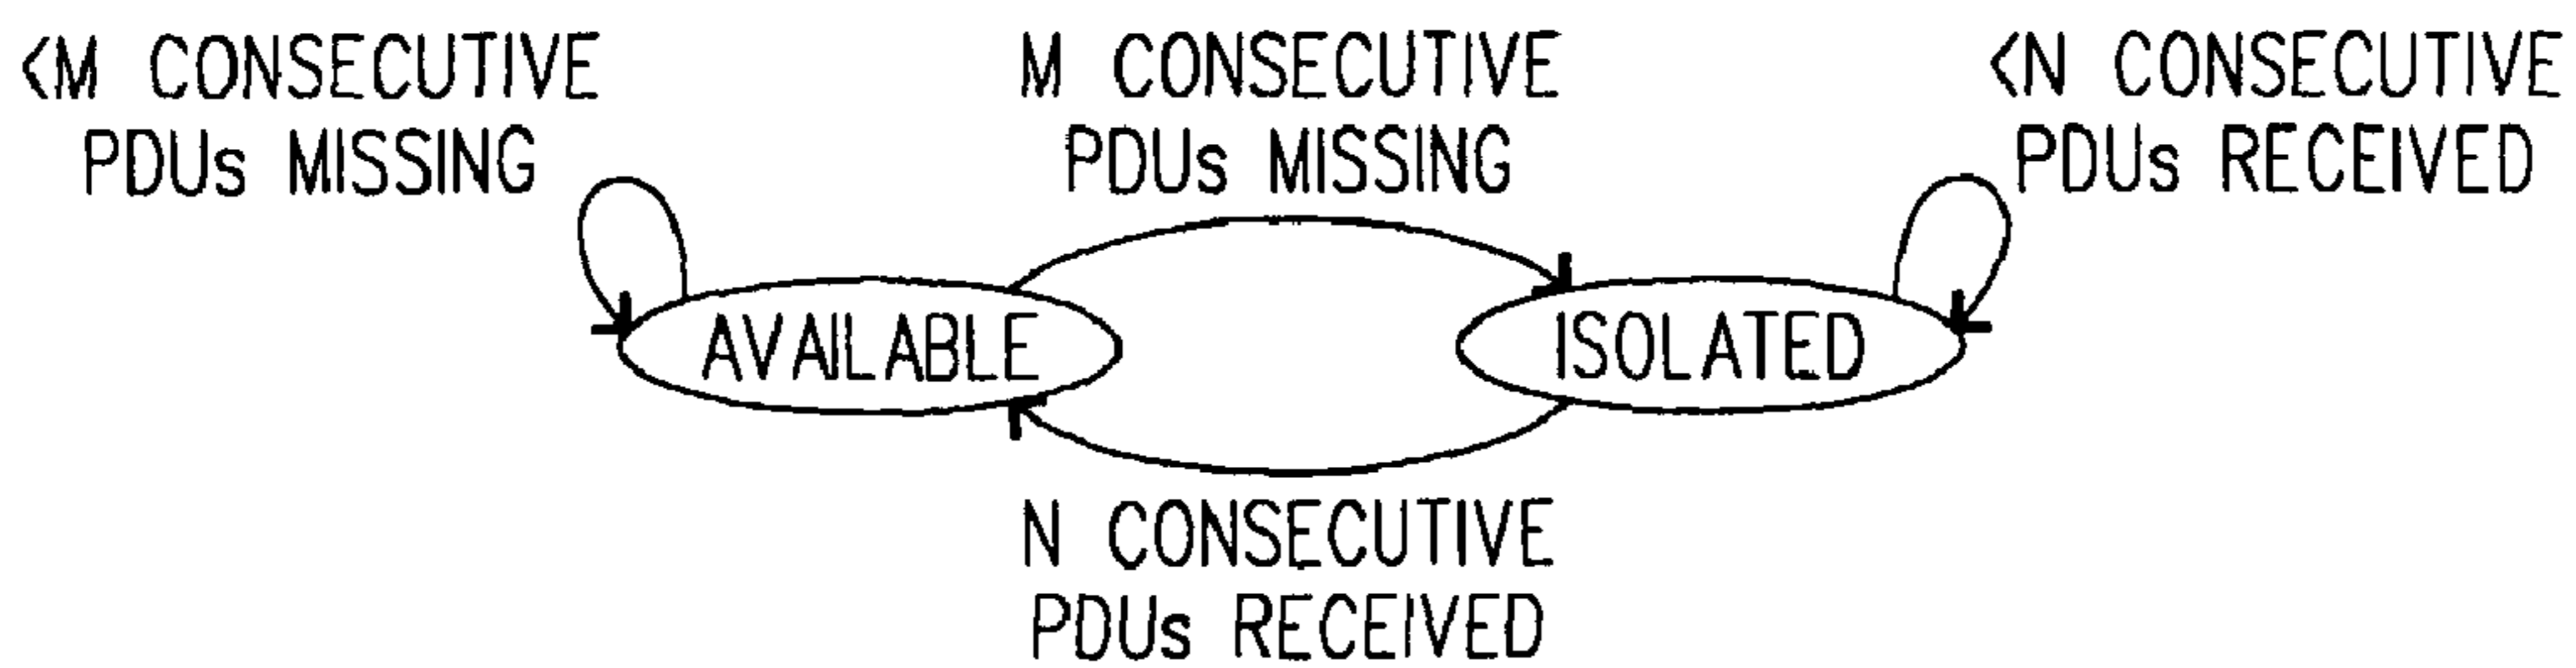 <M CONSECUTIVE
PDUs MISSING
M CONSECUTIVE
PDUs MISSING
<N CONSECUTIVE
PDUs RECEIVED
AVAILABLE
ISOLATED
N CONSECUTIVE
PDUs RECEIVED